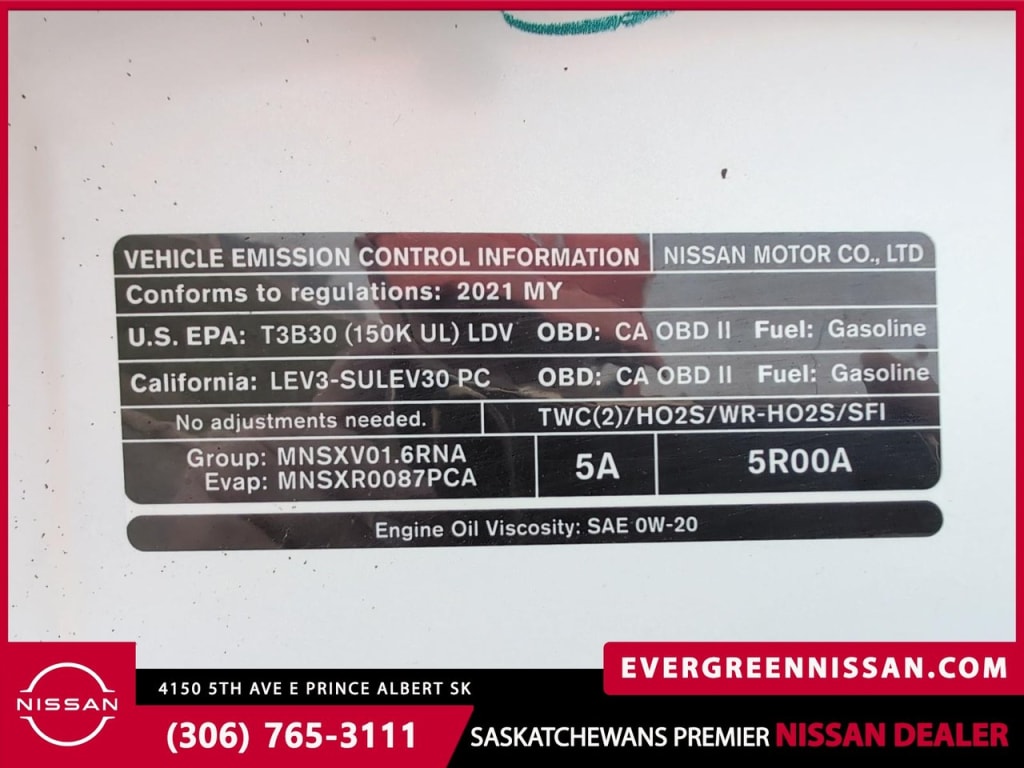 VEHICLE EMISSION CONTROL INFORMATION NISSAN MOTOR CO., LTD
Conforms to regulations: 2021 MY
U.S. EPA: T3B30 (150K UL) LDV OBD: CA OBD II Fuel: Gasoline
California: LEV3-SULEV30 PC OBD: CA OBD II Fuel: Gasoline
No adjustments needed. TWC(2)/HO2S/WR-HO2S/SFI
Group: MNSXV01.6RNA
Evap: MNSXR0087PCA
5A 5R00A
Engine Oil Viscosity: SAE 0W-20
EVERGREENNISSAN.COM
NISSAN
4150 5TH AVE E PRINCE ALBERT SK
(306) 765-3111
SASKATCHEWANS PREMIER NISSAN DEALER